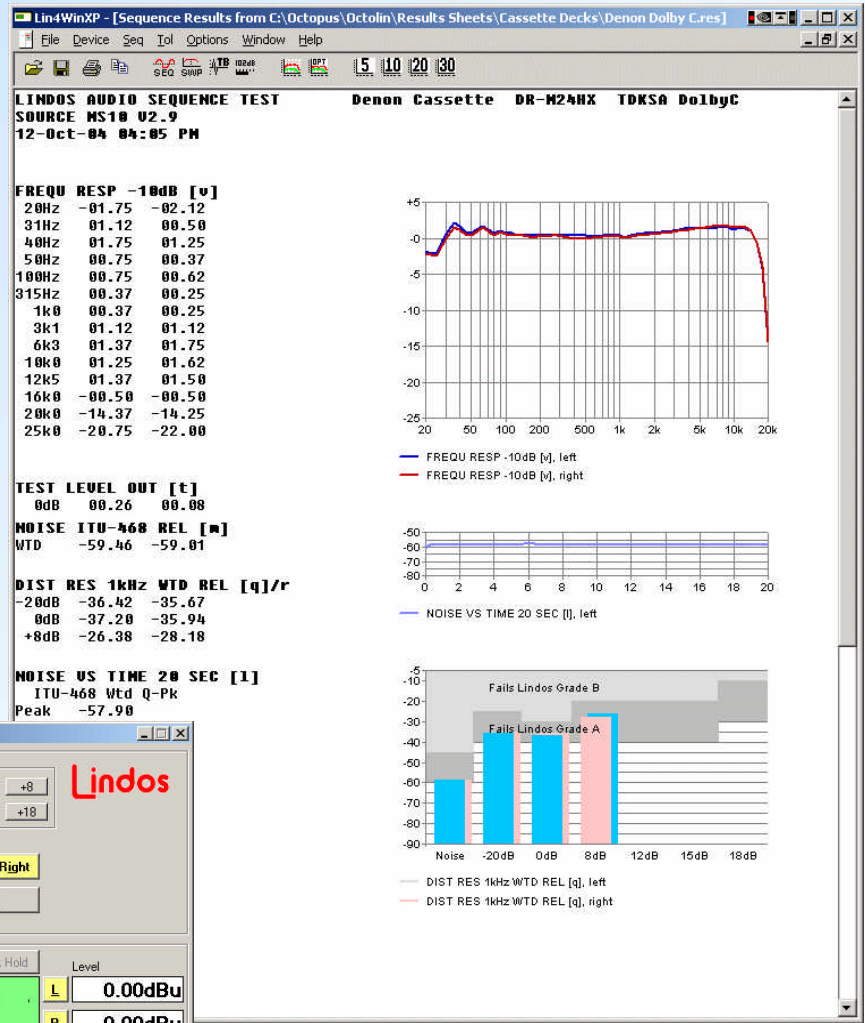 Lin4WinXP - [Sequence Results from C:\Octopus\Octolin\Results Sheets\Cassette Decks\Denon Dolby C.res]
File Device Seq Tol Options Window Help
SEQ SWP TB 102dB OPT 5 10 20 30
LINDOS AUDIO SEQUENCE TEST Denon Cassette DR-M24HX TDKSA DolbyC
SOURCE MS10 V2.9
12-Oct-04 04:05 PM
FREQU RESP -10dB [v]
20Hz -01.75 -02.12
31Hz 01.12 00.50
40Hz 01.75 01.25
50Hz 00.75 00.37
100Hz 00.75 00.62
315Hz 00.37 00.25
1k0 00.37 00.25
3k1 01.12 01.12
6k3 01.37 01.75
10k0 01.25 01.62
12k5 01.37 01.50
16k0 -00.50 -00.50
20k0 -14.37 -14.25
25k0 -20.75 -22.00
TEST LEVEL OUT [t]
0dB 00.26 00.08
NOISE ITU-468 REL [m]
WTD -59.46 -59.01
DIST RES 1kHz WTD REL [q]/r
-20dB -36.42 -35.67
0dB -37.20 -35.94
+8dB -26.38 -28.18
NOISE VS TIME 20 SEC [l]
ITU-468 Wtd Q-Pk
Peak -57.90
+5
-0
-5
-10
-15
-20
-25
20 50 100 200 500 1k 2k 5k 10k 20k
FREQU RESP -10dB [v], left
FREQU RESP -10dB [v], right
-50
-60
-70
-80
0 2 4 6 8 10 12 14 16 18 20
NOISE VS TIME 20 SEC [l], left
-5
-10
-20
-30
-40
-50
-60
-70
-80
-90
Fails Lindos Grade B
Fails Lindos Grade A
Noise -20dB 0dB 8dB 12dB 15dB 18dB
DIST RES 1kHz WTD REL [q], left
DIST RES 1kHz WTD REL [q], right
+8
+18
Lindos
Right
Hold
Level
L 0.00dBu
R 0.00dBu